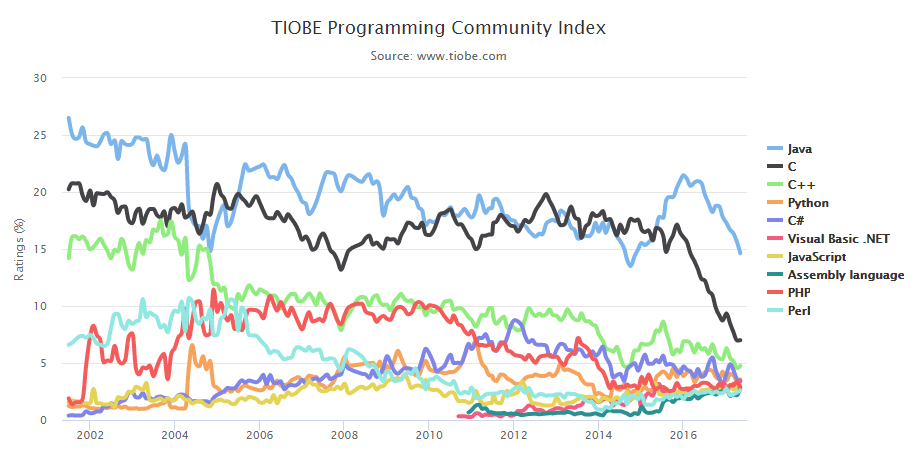 TIOBE Programming Community Index
Source: www.tiobe.com
Ratings (%)
30
25
20
15
10
5
0
2002 2004 2006 2008 2010 2012 2014 2016
Java
C
C++
Python
C#
Visual Basic .NET
JavaScript
Assembly language
PHP
Perl